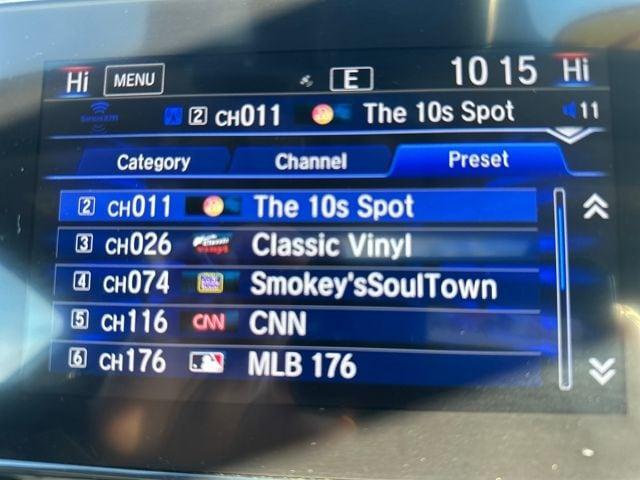 Hi MENU E 10 15 Hi
SiriusXM 2 CH011 The 10s Spot 11
Category Channel Preset
2 CH011 The 10s Spot
3 CH026 Classic Vinyl
4 CH074 Smokey'sSoulTown
5 CH116 CNN CNN
6 CH176 MLB 176